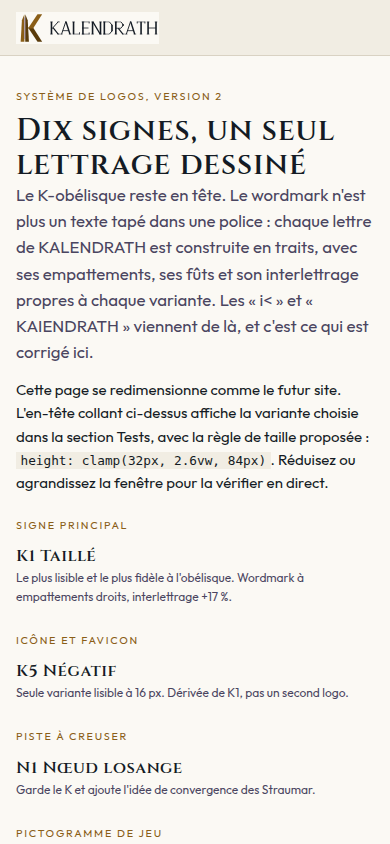 KALENDRATH
SYSTÈME DE LOGOS, VERSION 2
DIX SIGNES, UN SEUL
LETTRAGE DESSINÉ
Le K-obélisque reste en tête. Le wordmark n'est
plus un texte tapé dans une police : chaque lettre
de KALENDRATH est construite en traits, avec
ses empattements, ses fûts et son interlettrage
propres à chaque variante. Les « i< » et «
KAIENDRATH » viennent de là, et c'est ce qui est
corrigé ici.
Cette page se redimensionne comme le futur site.
L'en-tête collant ci-dessus affiche la variante choisie
dans la section Tests, avec la règle de taille proposée :
height: clamp(32px, 2.6vw, 84px) . Réduisez ou
agrandissez la fenêtre pour la vérifier en direct.
SIGNE PRINCIPAL
K1 TAILLÉ
Le plus lisible et le plus fidèle à l'obélisque. Wordmark à
empattements droits, interlettrage +17 %.
ICÔNE ET FAVICON
K5 NÉGATIF
Seule variante lisible à 16 px. Dérivée de K1, pas un second logo.
PISTE À CREUSER
N1 NŒUD LOSANGE
Garde le K et ajoute l'idée de convergence des Straumar.
PICTOGRAMME DE JEU